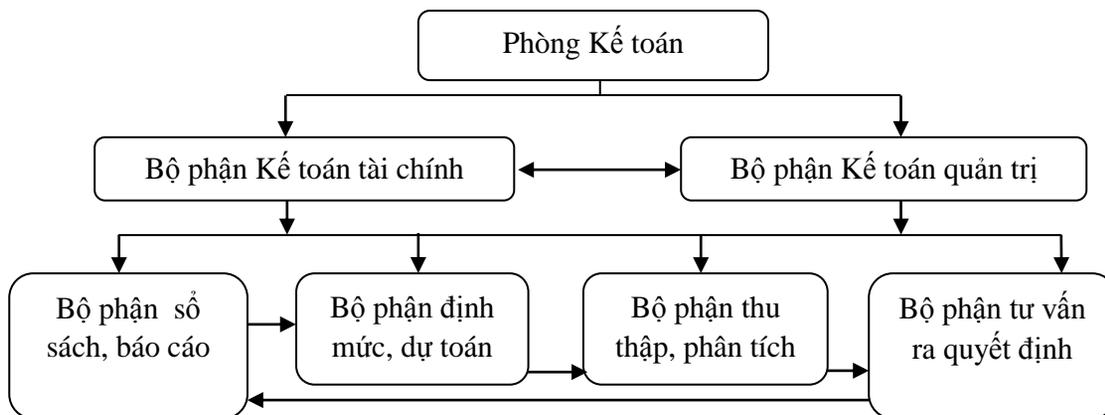 Phòng Kế toán
Bộ phận Kế toán tài chính
Bộ phận Kế toán quản trị
Bộ phận  sổ
sách, báo cáo
Bộ phận định
mức, dự toán
Bộ phận thu
thập, phân tích
Bộ phận tư vấn
ra quyết định